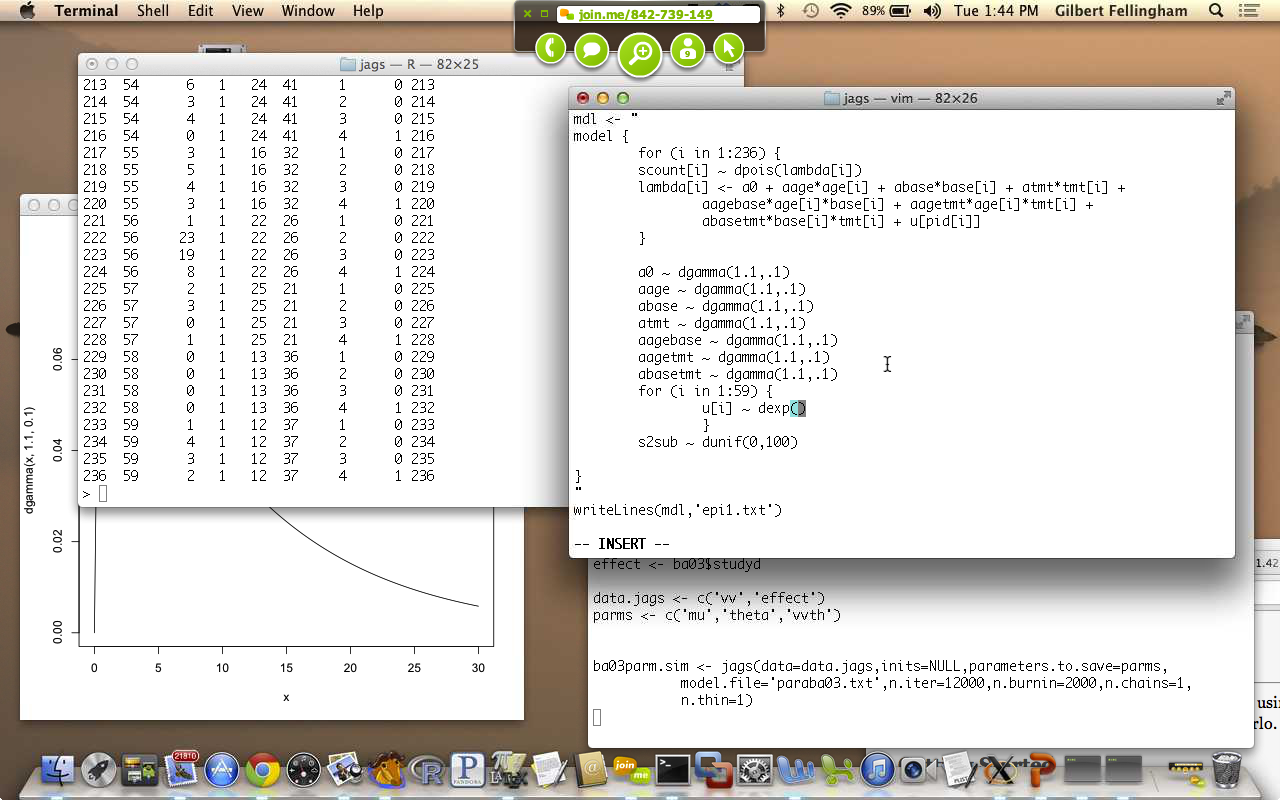 Terminal Shell Edit View Window Help
join.me/842-739-149
89% Tue 1:44 PM Gilbert Fellingham
jags — R — 82×25
213 54 6 1 24 41 1 0 213
214 54 3 1 24 41 2 0 214
215 54 4 1 24 41 3 0 215
216 54 0 1 24 41 4 1 216
217 55 3 1 16 32 1 0 217
218 55 5 1 16 32 2 0 218
219 55 4 1 16 32 3 0 219
220 55 3 1 16 32 4 1 220
221 56 1 1 22 26 1 0 221
222 56 23 1 22 26 2 0 222
223 56 19 1 22 26 3 0 223
224 56 8 1 22 26 4 1 224
225 57 2 1 25 21 1 0 225
226 57 3 1 25 21 2 0 226
227 57 0 1 25 21 3 0 227
228 57 1 1 25 21 4 1 228
229 58 0 1 13 36 1 0 229
230 58 0 1 13 36 2 0 230
231 58 0 1 13 36 3 0 231
232 58 0 1 13 36 4 1 232
233 59 1 1 12 37 1 0 233
234 59 4 1 12 37 2 0 234
235 59 3 1 12 37 3 0 235
236 59 2 1 12 37 4 1 236
>
jags — vim — 82×26
mdl <- "
model {
for (i in 1:236) {
scount[i] ~ dpois(lambda[i])
lambda[i] <- a0 + aage*age[i] + abase*base[i] + atmt*tmt[i] +
aagebase*age[i]*base[i] + aagetmt*age[i]*tmt[i] +
abasetmt*base[i]*tmt[i] + u[pid[i]]
}
a0 ~ dgamma(1.1,.1)
aage ~ dgamma(1.1,.1)
abase ~ dgamma(1.1,.1)
atmt ~ dgamma(1.1,.1)
aagebase ~ dgamma(1.1,.1)
aagetmt ~ dgamma(1.1,.1)
abasetmt ~ dgamma(1.1,.1)
for (i in 1:59) {
u[i] ~ dexp()
}
s2sub ~ dunif(0,100)
}
"
writeLines(mdl,'epi1.txt')
-- INSERT --
dgamma(x, 1.1, 0.1)
0.06
0.04
0.02
0.00
0 5 10 15 20 25 30
x
effect <- ba03$studyd
data.jags <- c('vv','effect')
parms <- c('mu','theta','vvth')
ba03parm.sim <- jags(data=data.jags,inits=NULL,parameters.to.save=parms,
model.file='paraba03.txt',n.iter=12000,n.burnin=2000,n.chains=1,
n.thin=1)
1.42
usin
rlo.
21810
PANDORA
join
me
PLIST